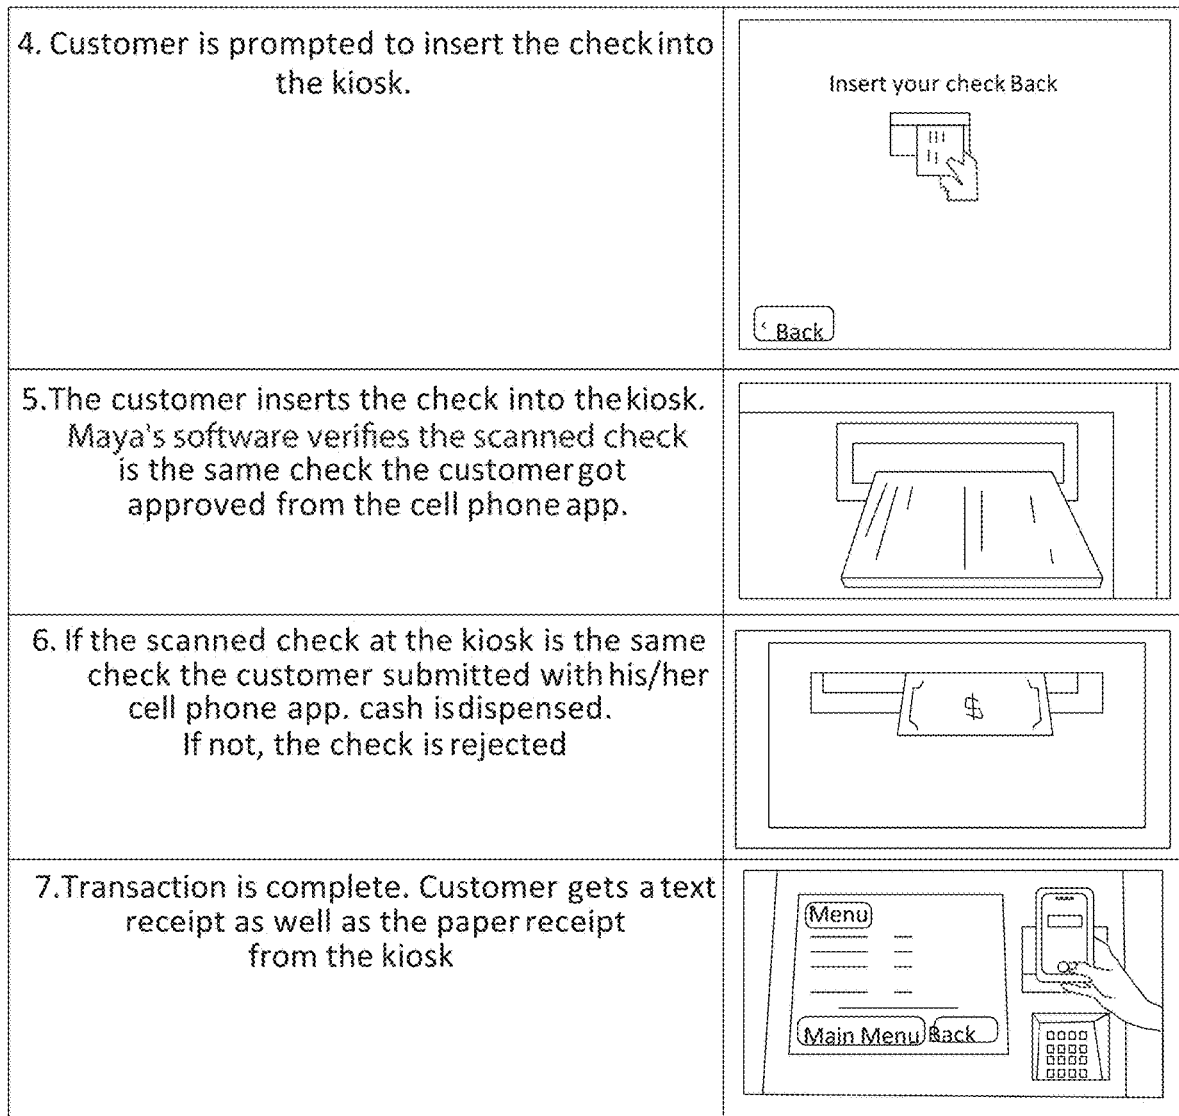 4. Customer is prompted to insert the check into
the kiosk.
Insert your check Back
‹ Back
5.The customer inserts the check into the kiosk.
Maya's software verifies the scanned check
is the same check the customer got
approved from the cell phone app.
6. If the scanned check at the kiosk is the same
check the customer submitted with his/her
cell phone app. cash is dispensed.
If not, the check is rejected
$
7.Transaction is complete. Customer gets a text
receipt as well as the paper receipt
from the kiosk
Menu
Main Menu Back